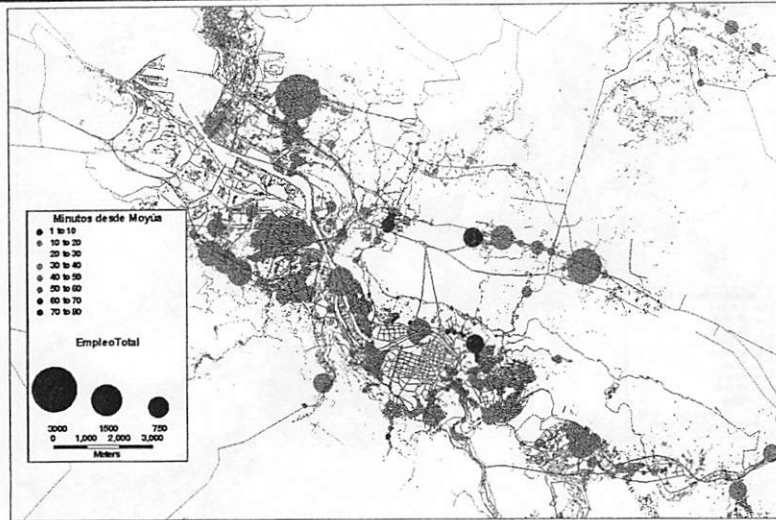 Minutos desde Moyúa
1 to 10
10 to 20
20 to 30
30 to 40
40 to 50
50 to 60
60 to 70
70 to 80
EmpleoTotal
3000 1500 750
0 1,000 2,000 3,000
Meters